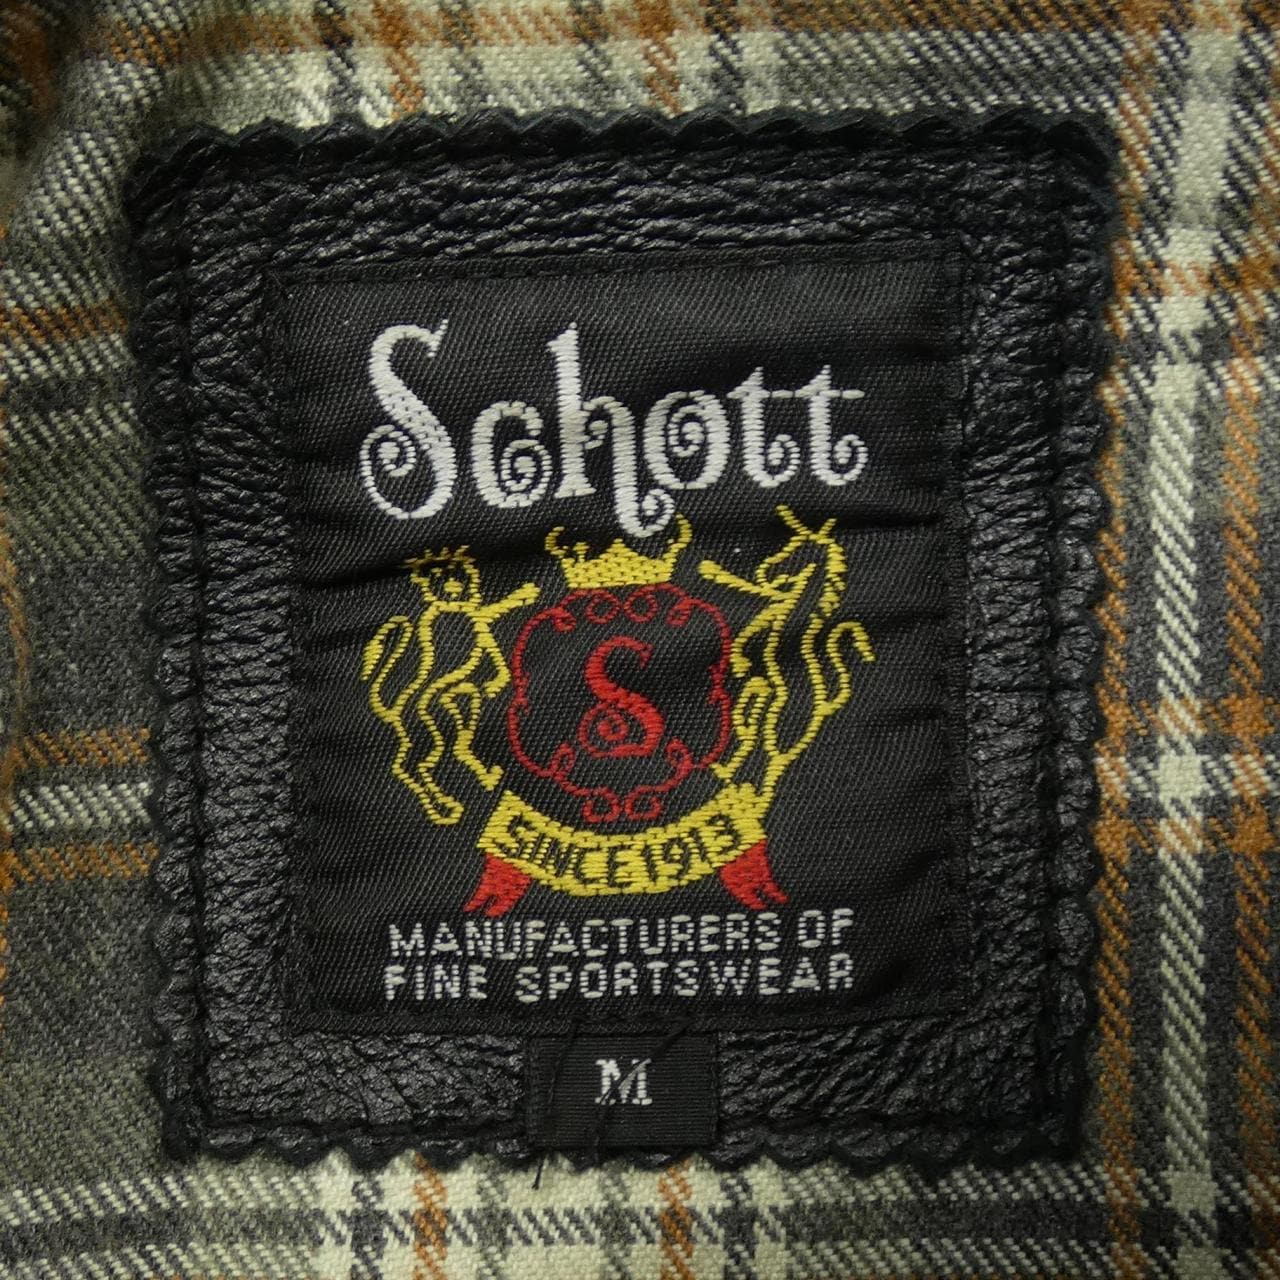 Schott
S
SINCE 1913
MANUFACTURERS OF
FINE SPORTSWEAR
M